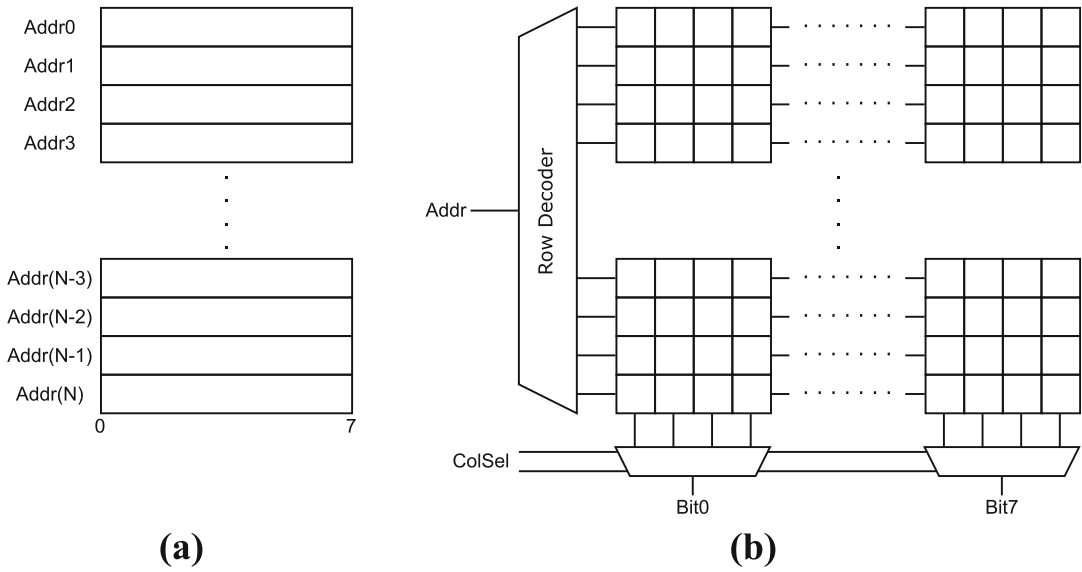 Addr0
Addr1
Addr2
Addr3
Addr(N-3)
Addr(N-2)
Addr(N-1)
Addr(N)
0 7
(a)
Row Decoder
Addr
ColSel
Bit0 Bit7
(b)